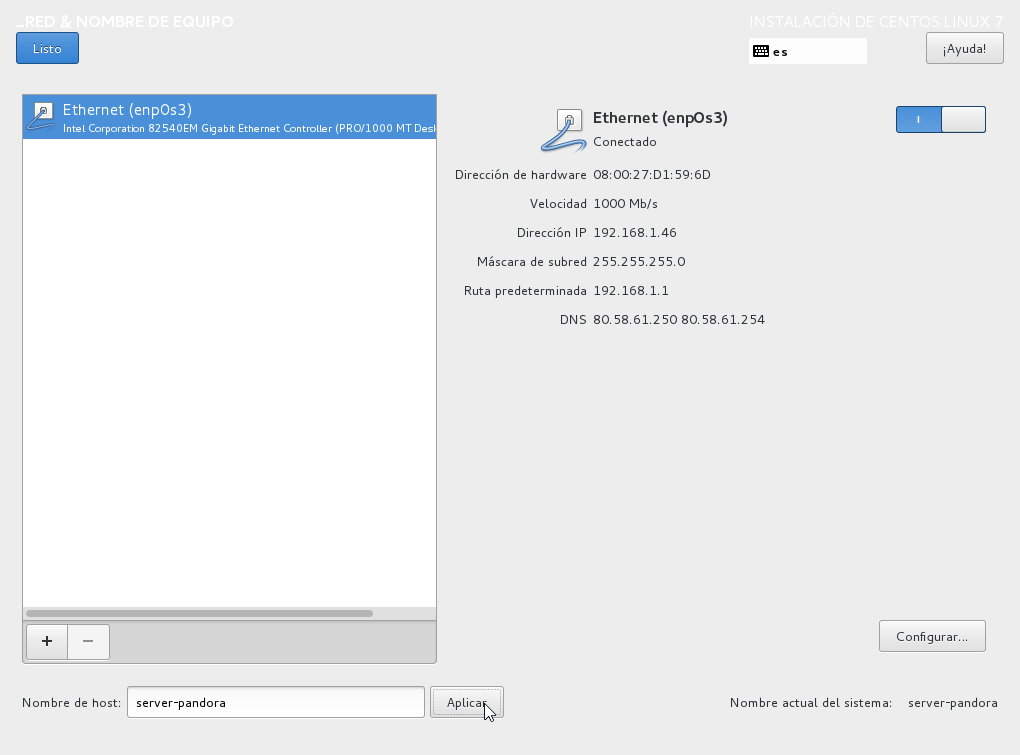 _RED & NOMBRE DE EQUIPO
INSTALACIÓN DE CENTOS LINUX 7
Listo
es
¡Ayuda!
Ethernet (enp0s3)
Intel Corporation 82540EM Gigabit Ethernet Controller (PRO/1000 MT Desk
Ethernet (enp0s3)
Conectado
Dirección de hardware 08:00:27:D1:59:6D
Velocidad 1000 Mb/s
Dirección IP 192.168.1.46
Máscara de subred 255.255.255.0
Ruta predeterminada 192.168.1.1
DNS 80.58.61.250 80.58.61.254
+ −
Configurar...
Nombre de host: server-pandora Aplicar
Nombre actual del sistema: server-pandora